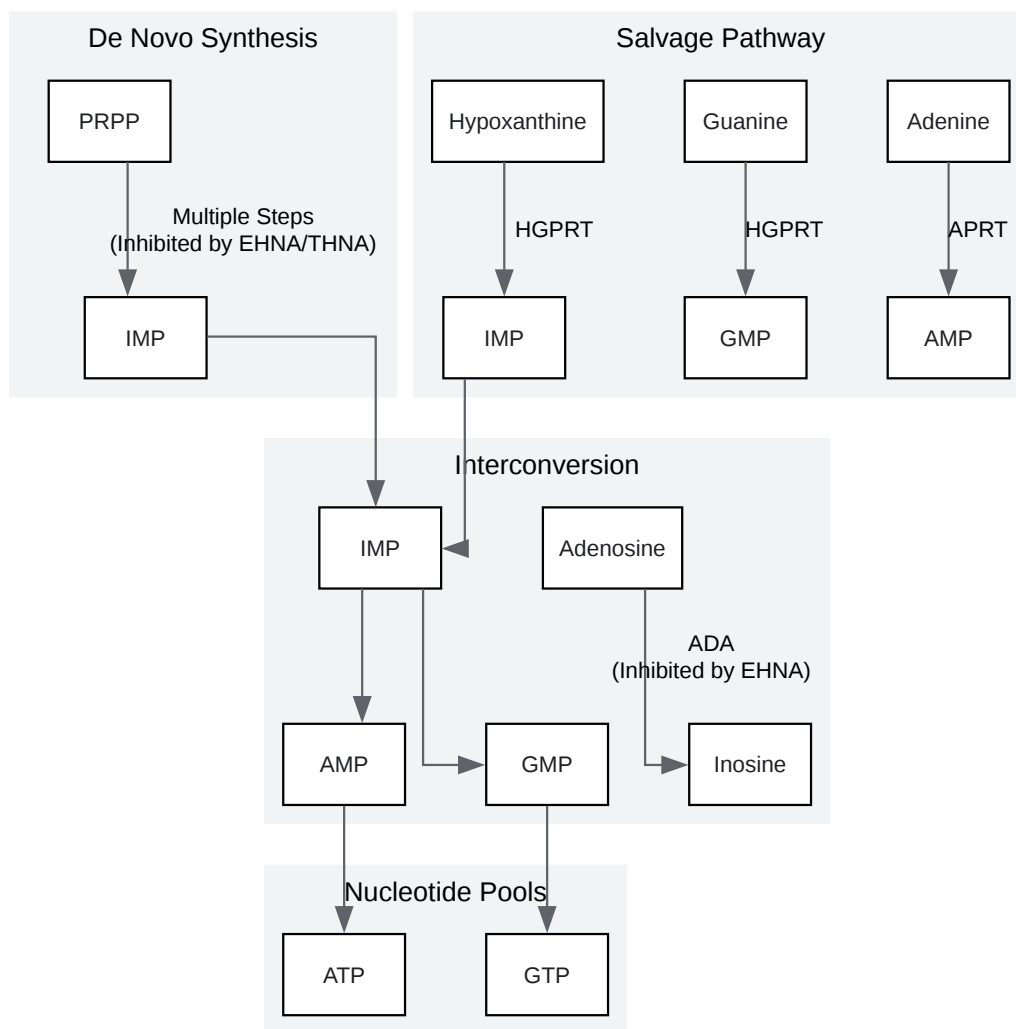 De Novo Synthesis
Salvage Pathway
PRPP
Hypoxanthine
Guanine
Adenine
Multiple Steps
(Inhibited by EHNA/THNA)
HGPRT
HGPRT
APRT
IMP
IMP
GMP
AMP
Interconversion
IMP
Adenosine
ADA
(Inhibited by EHNA)
AMP
GMP
Inosine
Nucleotide Pools
ATP
GTP